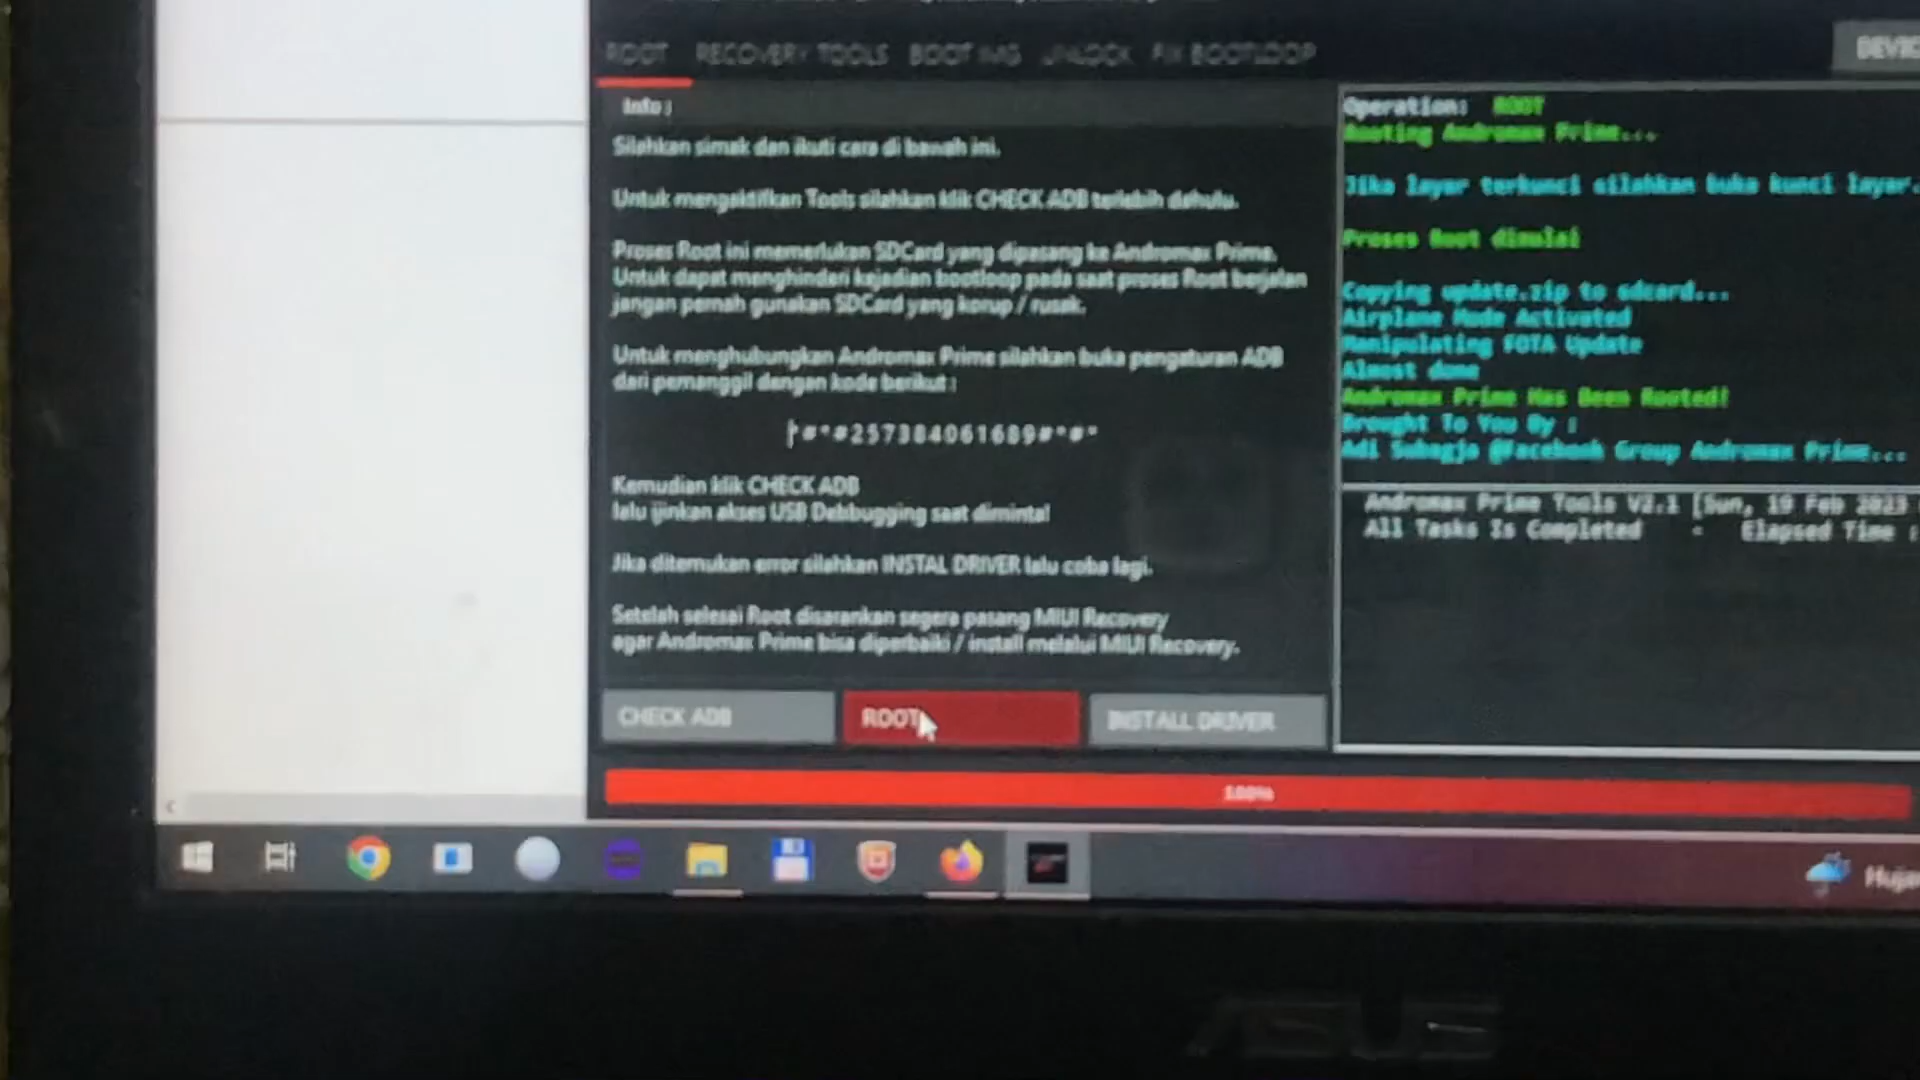 ROOT RECOVERY TOOLS BOOT IMG UNLOCK FIX BOOTLOOP
Info :
Silahkan simak dan ikuti cara di bawah ini.
Untuk mengaktifkan Tools silahkan klik CHECK ADB terlebih dahulu.
Proses Root ini memerlukan SDCard yang dipasang ke Andromax Prime.
Untuk dapat menghindari kejadian bootloop pada saat proses Root berjalan
jangan pernah gunakan SDCard yang korup / rusak.
Untuk menghubungkan Andromax Prime silahkan buka pengaturan ADB
dari pemanggil dengan kode berikut :
*#*#257384061689#*#*
Kemudian klik CHECK ADB
lalu ijinkan akses USB Debbugging saat diminta!
Jika ditemukan error silahkan INSTAL DRIVER lalu coba lagi.
Setelah selesai Root disarankan segera pasang MIUI Recovery
agar Andromax Prime bisa diperbaiki / install melalui MIUI Recovery.
CHECK ADB ROOT INSTALL DRIVER
100%
Operation: ROOT
Rooting Andromax Prime...
Jika layar terkunci silahkan buka kunci layar.
Proses Root dimulai
Copying update.zip to sdcard...
Airplane Mode Activated
Manipulating FOTA Update
Almost done
Andromax Prime Has Been Rooted!
Brought To You By :
Adi Subagja @Facebook Group Andromax Prime...
Andromax Prime Tools V2.1 [Sun, 19 Feb 2023
All Tasks Is Completed - Elapsed Time :
ASUS